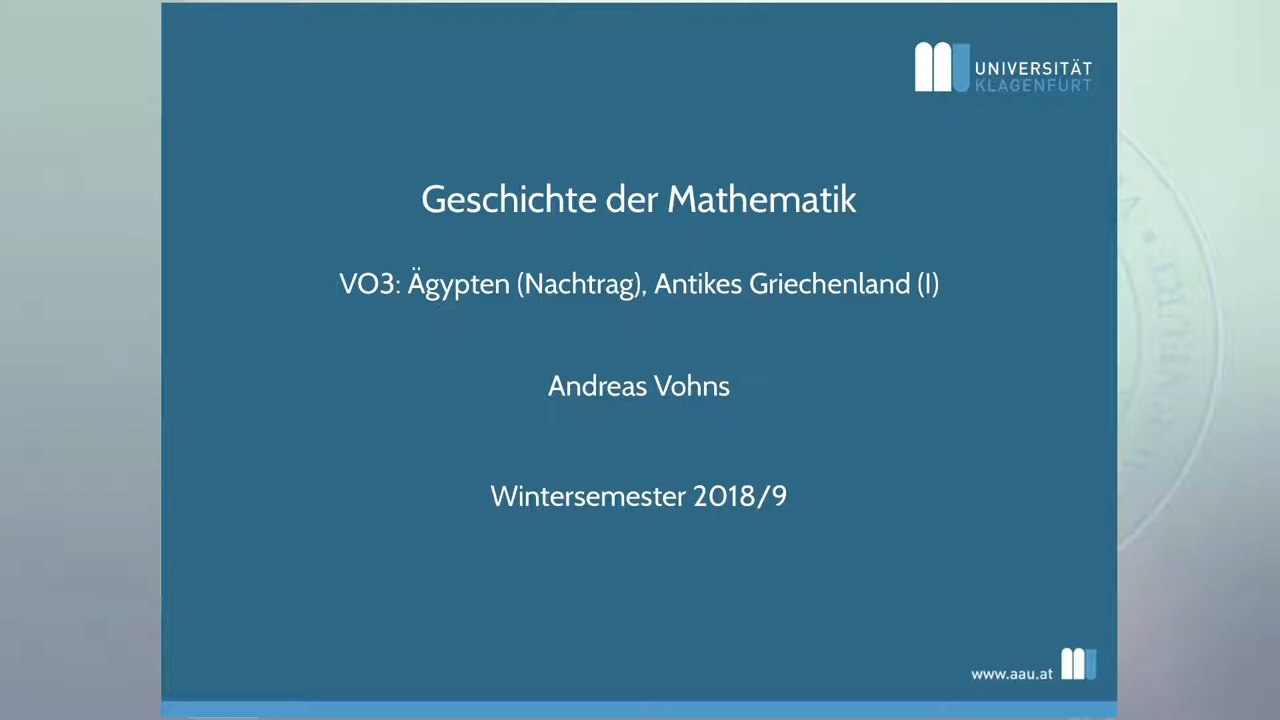 UNIVERSITÄT
KLAGENFURT
Geschichte der Mathematik
VO3: Ägypten (Nachtrag), Antikes Griechenland (I)
Andreas Vohns
Wintersemester 2018/9
www.aau.at